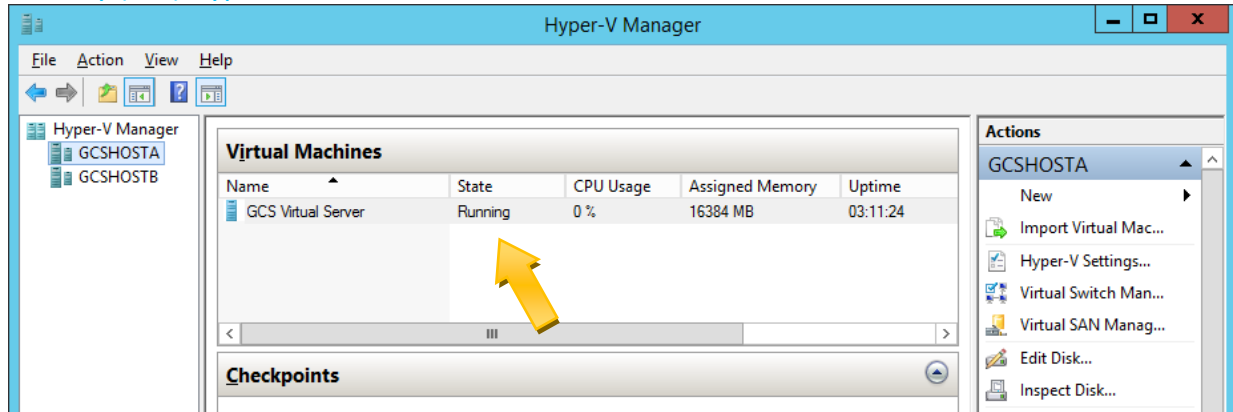 Hyper-V Manager
File Action View Help
Hyper-V Manager
GCSHOSTA
GCSHOSTB
Virtual Machines
Name State CPU Usage Assigned Memory Uptime
GCS Virtual Server Running 0 % 16384 MB 03:11:24
Checkpoints
Actions
GCSHOSTA
New
Import Virtual Mac...
Hyper-V Settings...
Virtual Switch Man...
Virtual SAN Manag...
Edit Disk...
Inspect Disk...